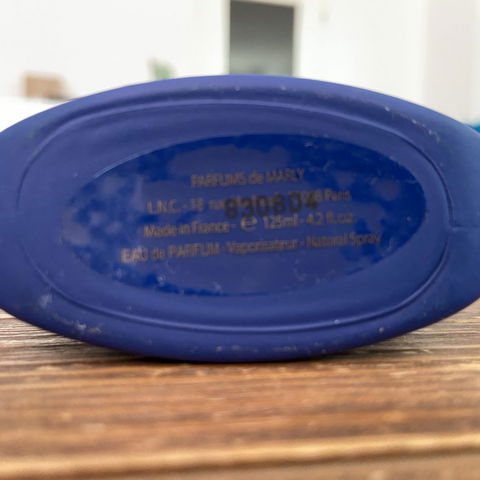 PARFUMS de MARLY
L.N.C. - 18 rue Paris
830834
Made in France - ℮ 125ml - 4.2 fl.oz.
EAU de PARFUM - Vaporisateur - Natural Spray